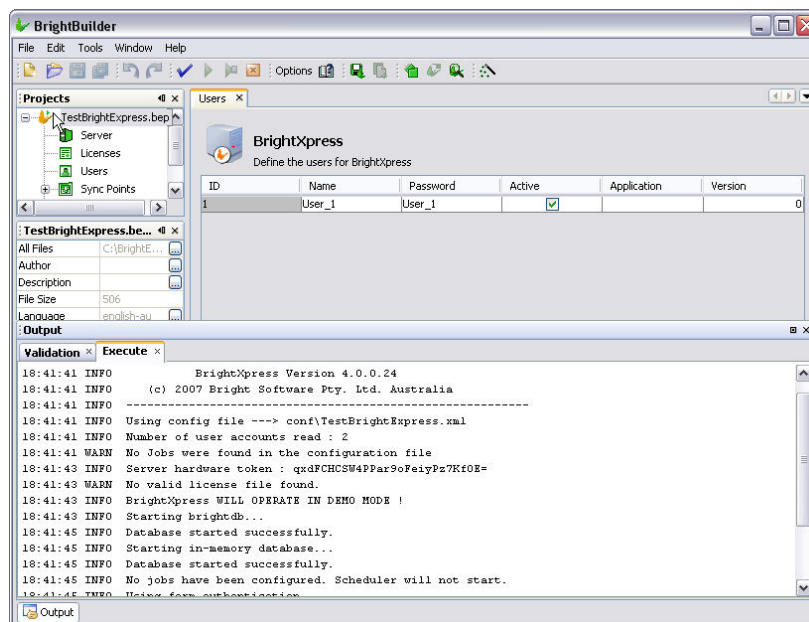 BrightBuilder
File Edit Tools Window Help
Options
Projects
TestBrightExpress.bep
Server
Licenses
Users
Sync Points
Users
BrightXpress
Define the users for BrightXpress
ID Name Password Active Application Version
1 User_1 User_1 0
TestBrightExpress.be...
All Files C:\BrightE...
Author
Description
File Size 506
Language english-au
Output
Validation Execute
18:41:41 INFO BrightXpress Version 4.0.0.24
18:41:41 INFO (c) 2007 Bright Software Pty. Ltd. Australia
18:41:41 INFO ------------------------------------------------------------
18:41:41 INFO Using config file ---> conf\TestBrightExpress.xml
18:41:41 INFO Number of user accounts read : 2
18:41:41 WARN No Jobs were found in the configuration file
18:41:43 INFO Server hardware token : qxdFCHCSW4PPar9oFeiyPz7Kf0E=
18:41:43 WARN No valid license file found.
18:41:43 INFO BrightXpress WILL OPERATE IN DEMO MODE !
18:41:43 INFO Starting brightdb...
18:41:45 INFO Database started successfully.
18:41:45 INFO Starting in-memory database...
18:41:45 INFO Database started successfully.
18:41:45 INFO No jobs have been configured. Scheduler will not start.
18:41:45 INFO Using form authentication
Output